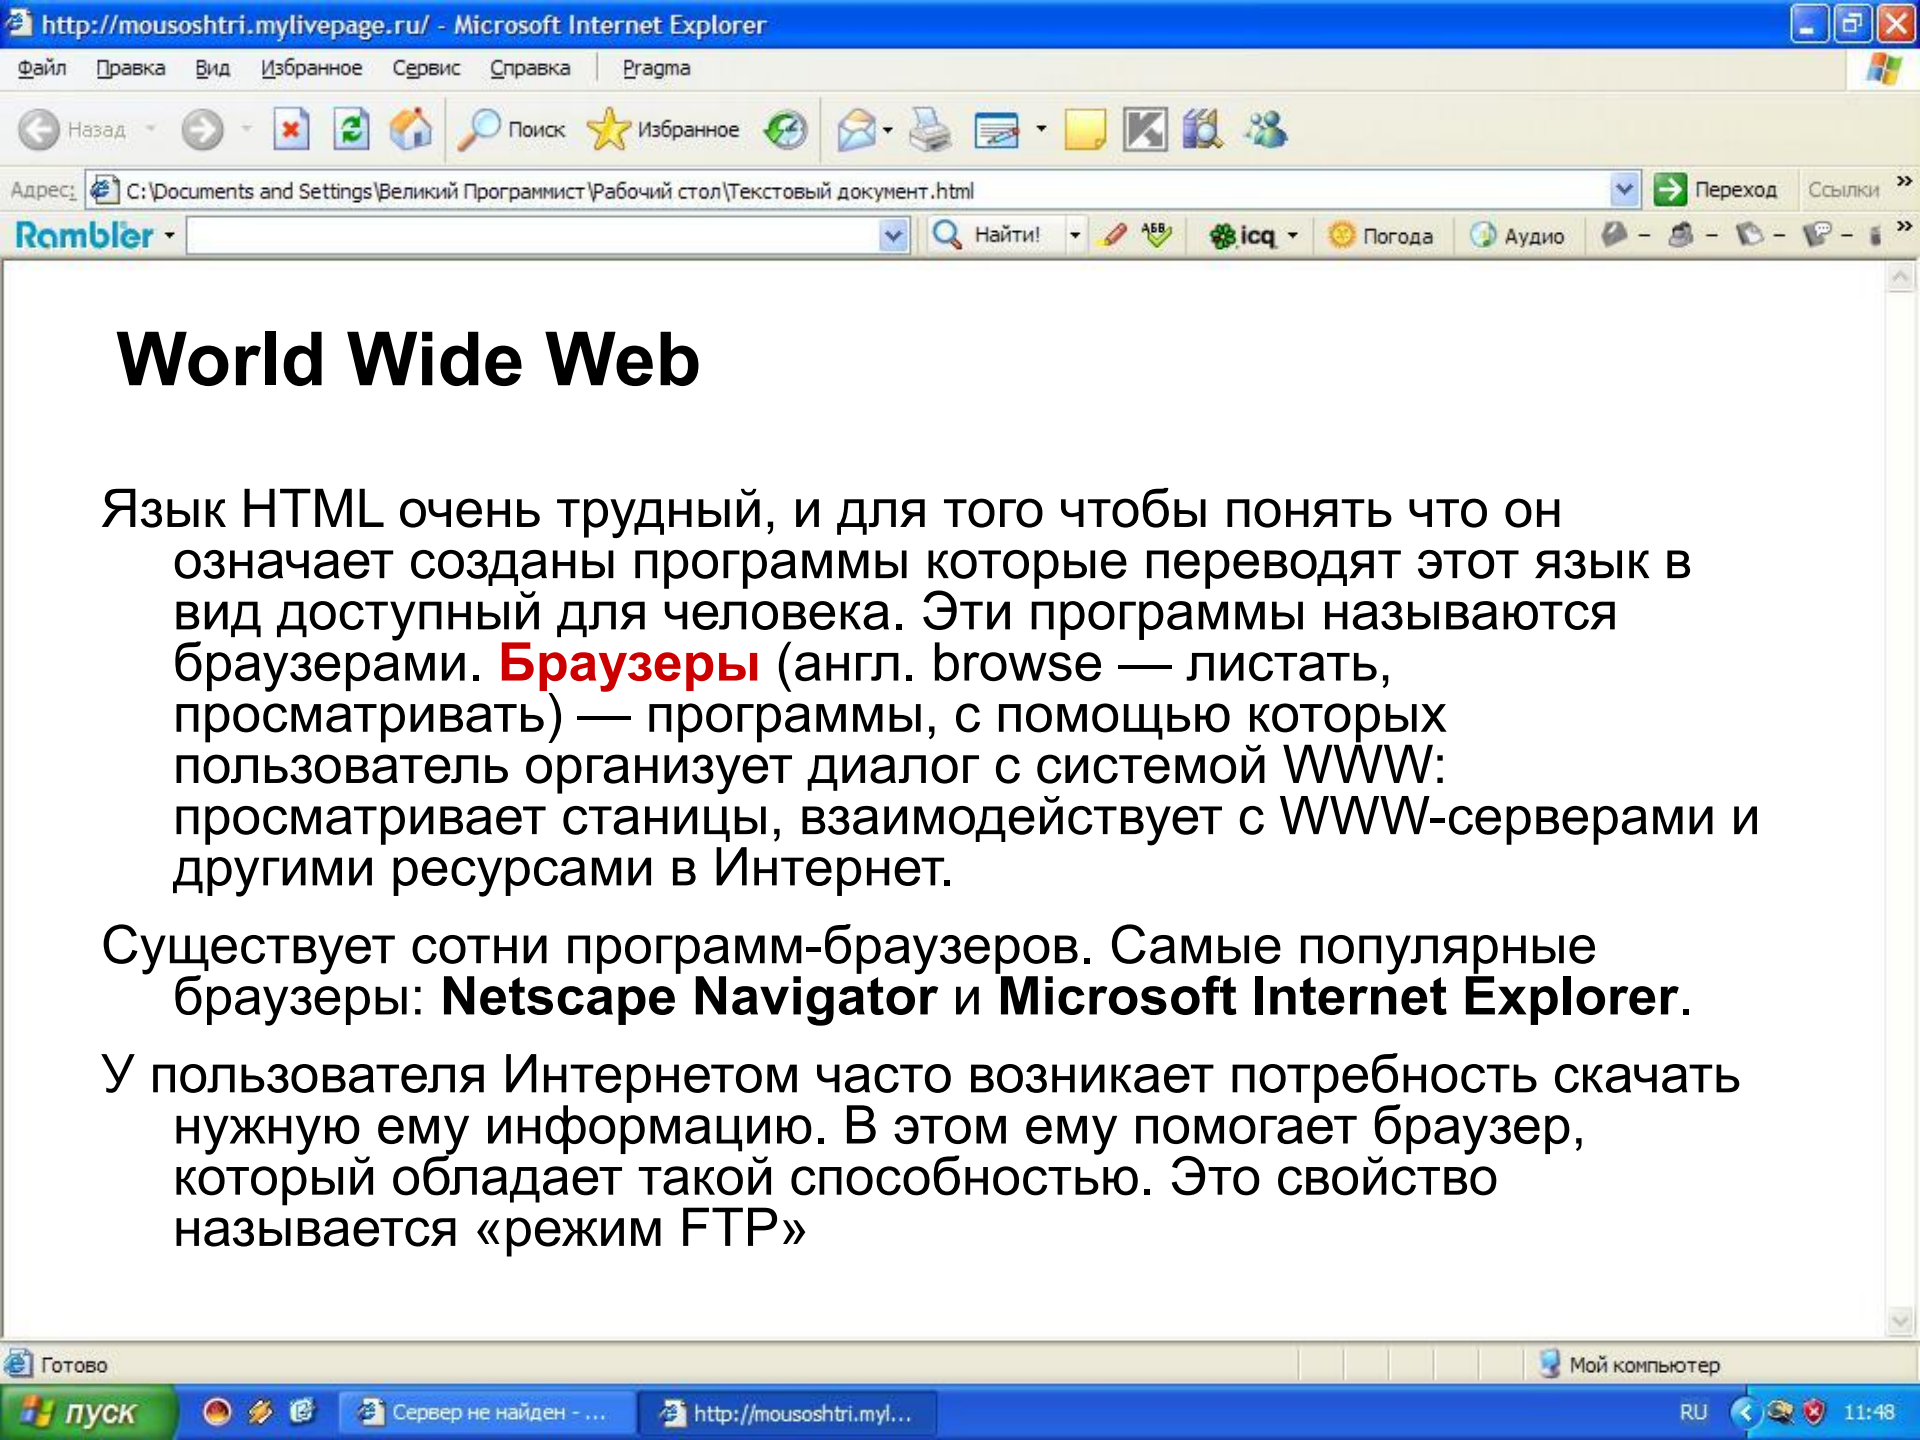 http://mousoshtri.mylivepage.ru/ - Microsoft Internet Explorer
Файл Правка Вид Избранное Сервис Справка Pragma
Назад Поиск Избранное
Адрес: C:\Documents and Settings\Великий Программист\Рабочий стол\Текстовый документ.html Переход Ссылки »
Rambler Найти! АБВ icq Погода Аудио »
World Wide Web
Язык HTML очень трудный, и для того чтобы понять что он
означает созданы программы которые переводят этот язык в
вид доступный для человека. Эти программы называются
браузерами. Браузеры (англ. browse — листать,
просматривать) — программы, с помощью которых
пользователь организует диалог с системой WWW:
просматривает станицы, взаимодействует с WWW-серверами и
другими ресурсами в Интернет.
Существует сотни программ-браузеров. Самые популярные
браузеры: Netscape Navigator и Microsoft Internet Explorer.
У пользователя Интернетом часто возникает потребность скачать
нужную ему информацию. В этом ему помогает браузер,
который обладает такой способностью. Это свойство
называется «режим FTP»
Готово Мой компьютер
пуск Сервер не найден - ... http://mousoshtri.myl... RU 11:48